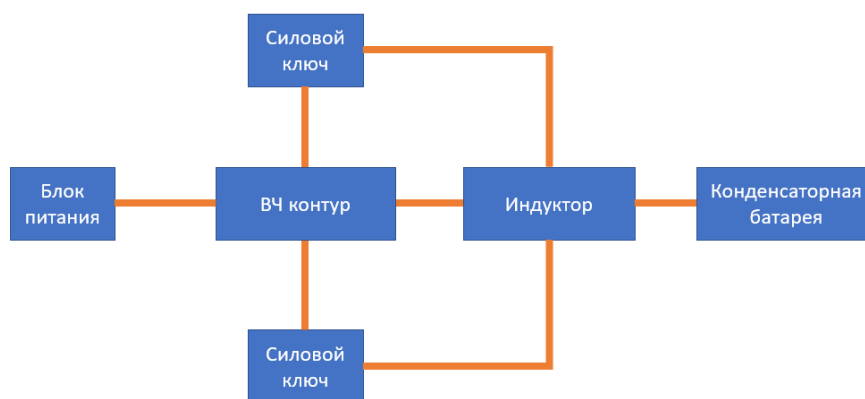 Силовой
ключ
Блок
питания
ВЧ контур
Индуктор
Конденсаторная
батарея
Силовой
ключ